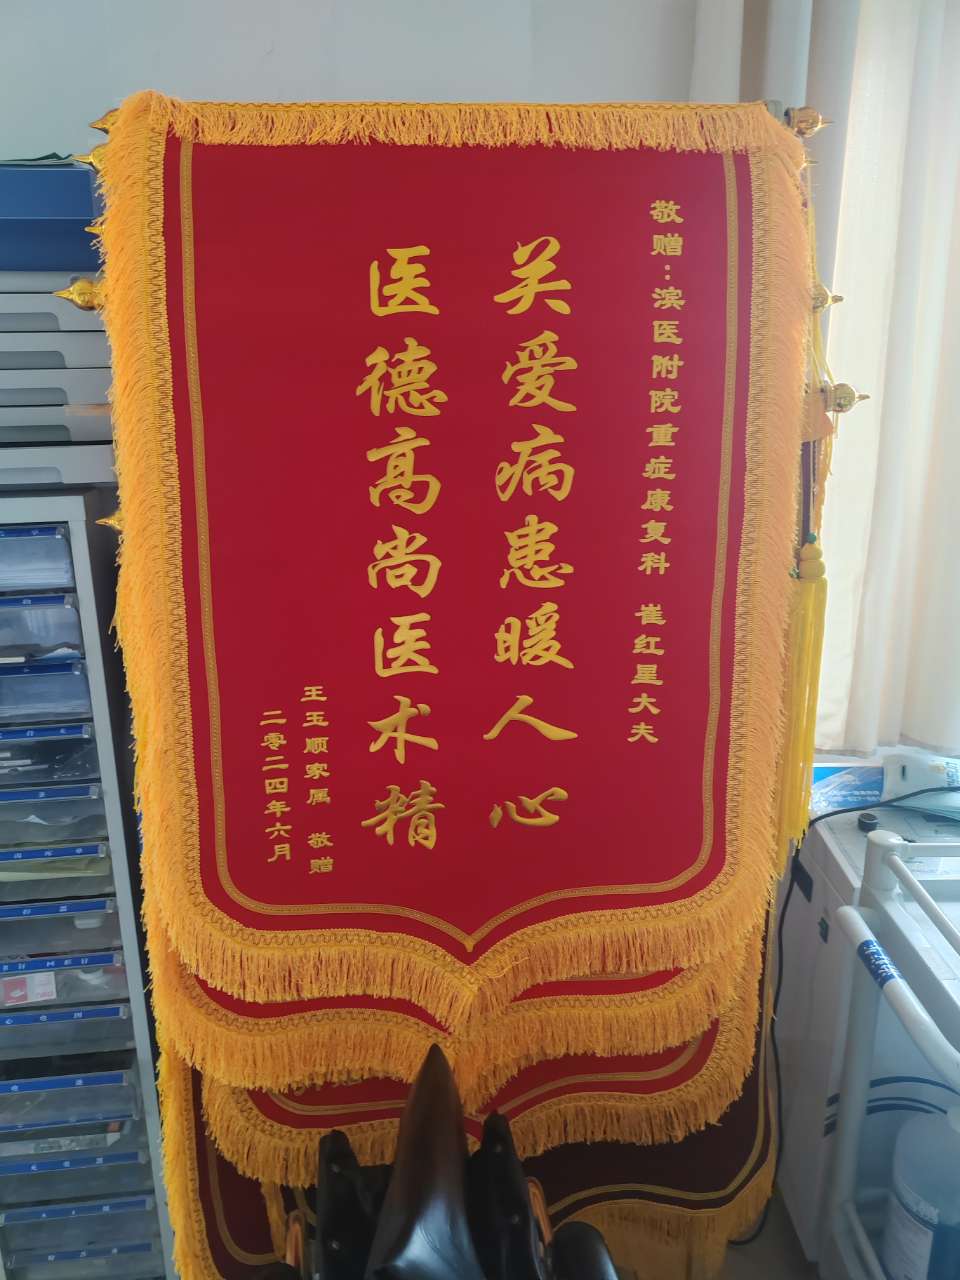 敬赠：滨医附院重症康复科 崔红星大夫
关爱病患暖人心
医德高尚医术精
王玉顺家属 敬赠
二零二四年六月